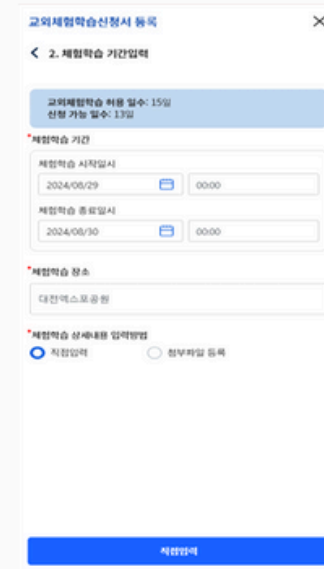 교외체험학습신청서 등록
2. 체험학습 기간입력
교외체험학습 허용 일수: 15일
신청 가능 일수: 13일
*체험학습 기간
체험학습 시작일시
2024/08/29 00:00
체험학습 종료일시
2024/08/30 00:00
*체험학습 장소
대전엑스포공원
*체험학습 상세내용 입력방법
직접입력 첨부파일 등록
직접입력